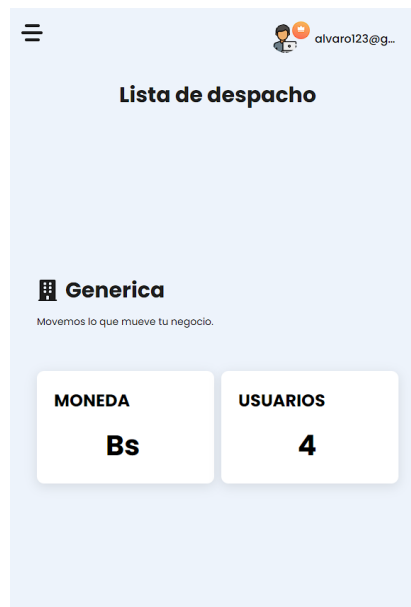 alvaro123@g...
Lista de despacho
Generica
Movemos lo que mueve tu negocio.
MONEDA
Bs
USUARIOS
4